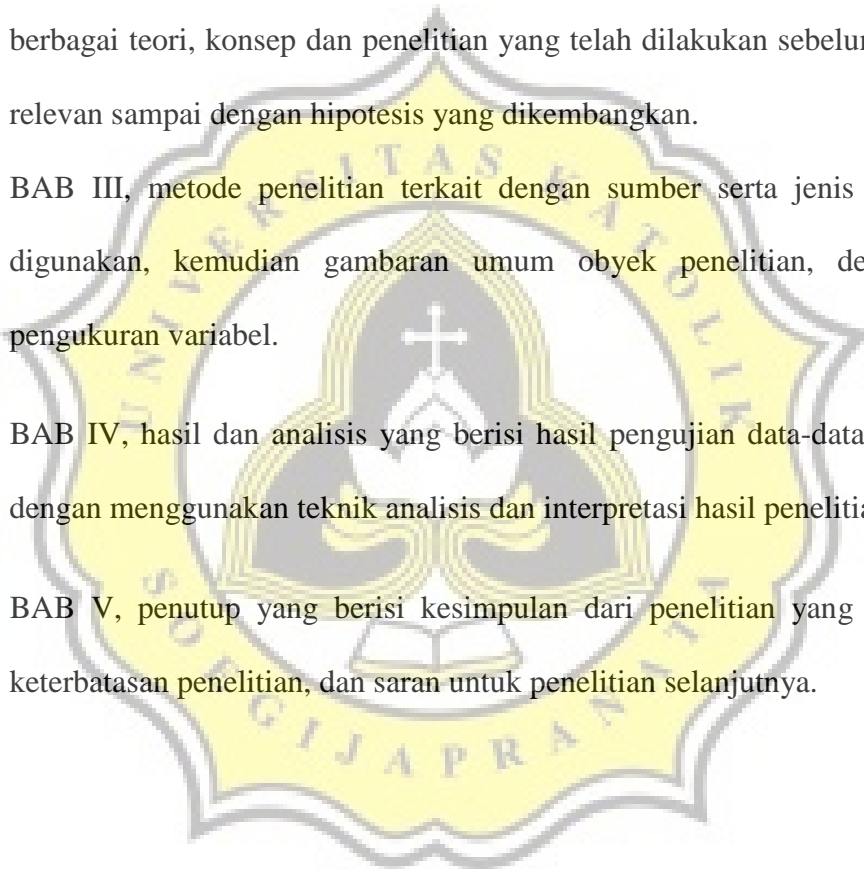 berbagai teori, konsep dan penelitian yang telah dilakukan
relevan sampai dengan hipotesis yang dikembangkan.
BAB III, metode penelitian terkait dengan sumber serta jenis
digunakan, kemudian gambaran umum obyek penelitian,
pengukuran variabel.
BAB IV, hasil dan analisis yang berisi hasil pengujian data-data
dengan menggunakan teknik analisis dan interpretasi hasil
BAB V, penutup yang berisi kesimpulan dari penelitian yang
keterbatasan penelitian, dan saran untuk penelitian selanjutnya.
UNIVERSITAS KATOLIK
SOEGIJAPRANATA